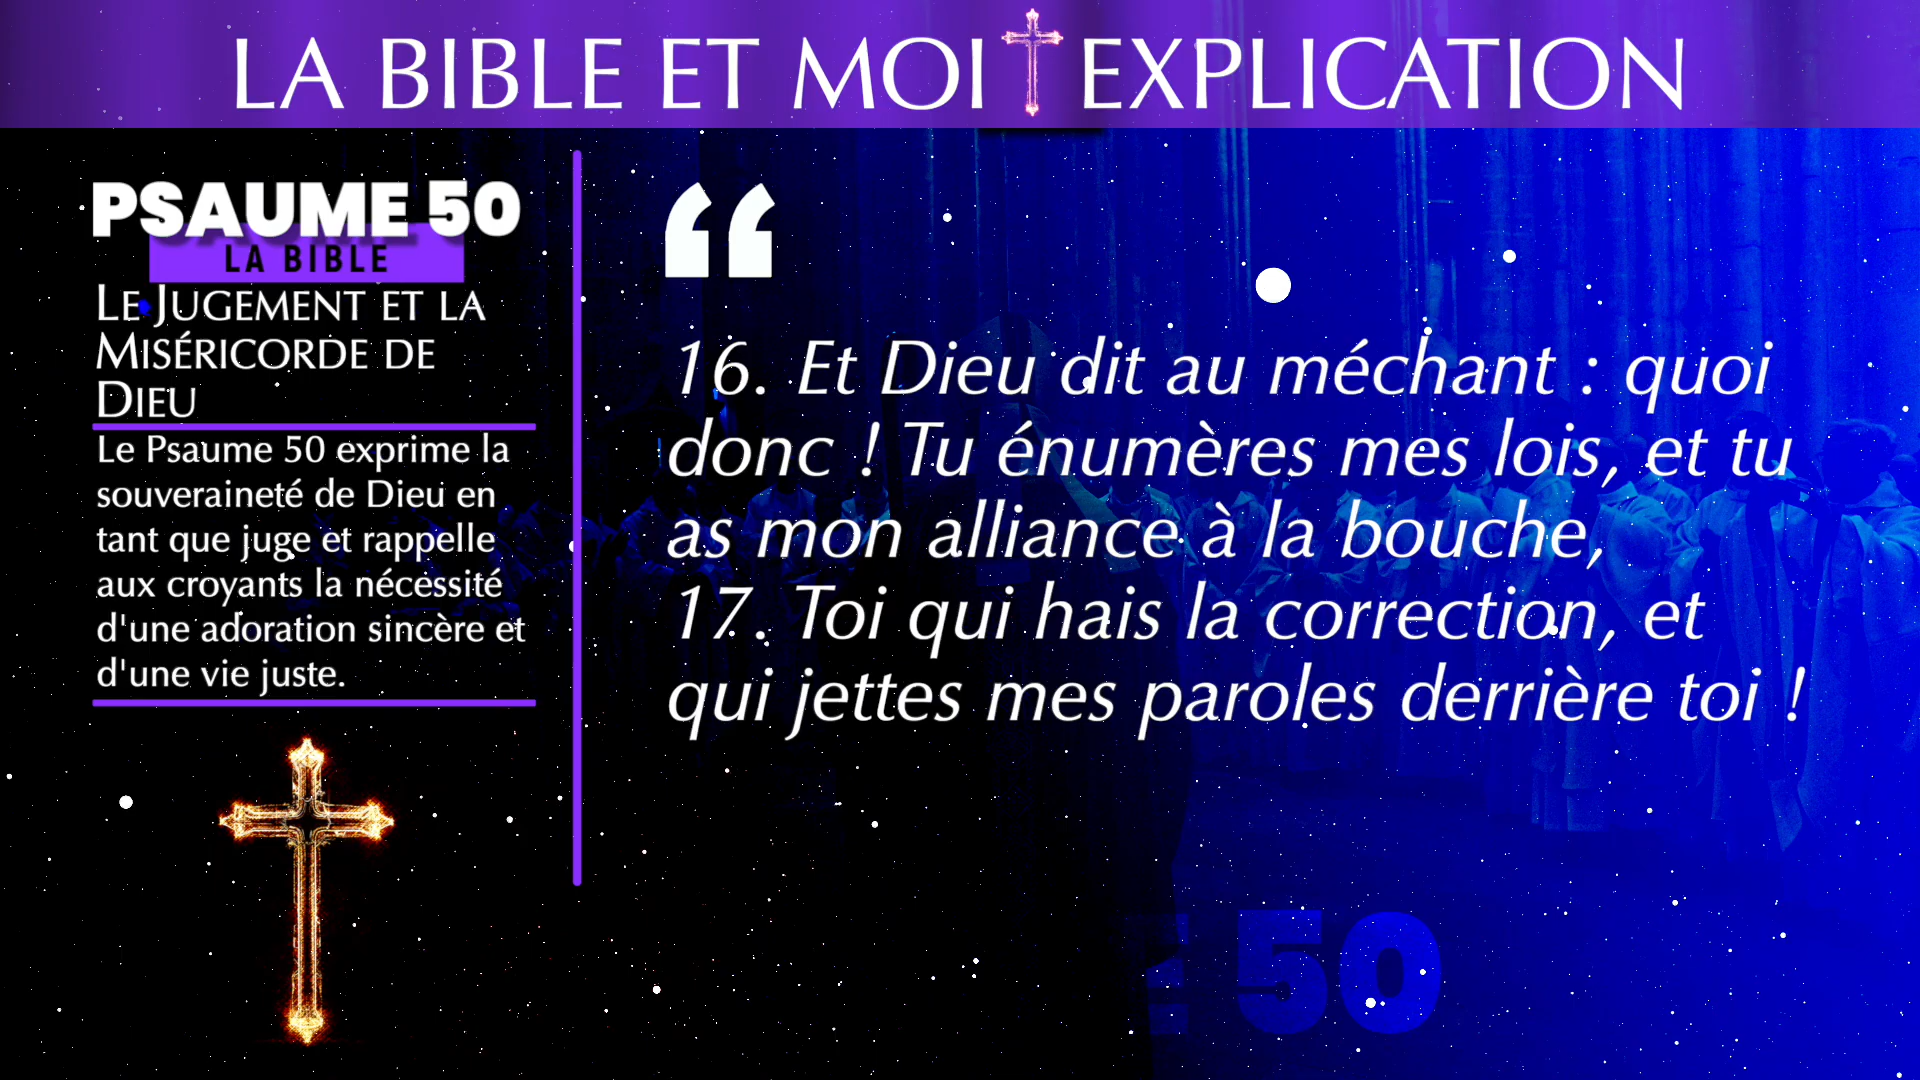 LA BIBLE ET MOI EXPLICATION
PSAUME 50
LA BIBLE
LE JUGEMENT ET LA
MISÉRICORDE DE
DIEU
Le Psaume 50 exprime la
souveraineté de Dieu en
tant que juge et rappelle
aux croyants la nécessité
d'une adoration sincère et
d'une vie juste.
“
16. Et Dieu dit au méchant : quoi
donc ! Tu énumères mes lois, et tu
as mon alliance à la bouche,
17. Toi qui hais la correction, et
qui jettes mes paroles derrière toi !
E 50